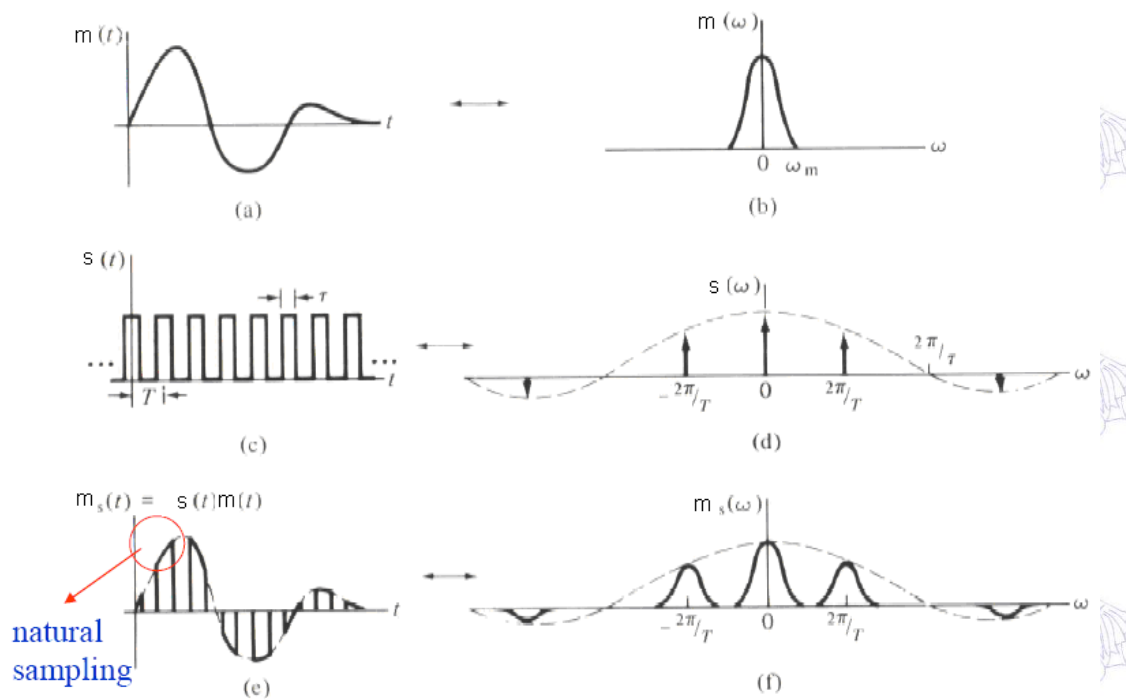 m(t)
m(ω)
t
ω
0 ω_m
(a)
(b)
s(t)
τ
s(ω)
2π/τ
... ...
t
ω
T
-2π/T 0 2π/T
(c)
(d)
m_s(t) = s(t)m(t)
m_s(ω)
t
ω
-2π/T 0 2π/T
natural
sampling
(e)
(f)